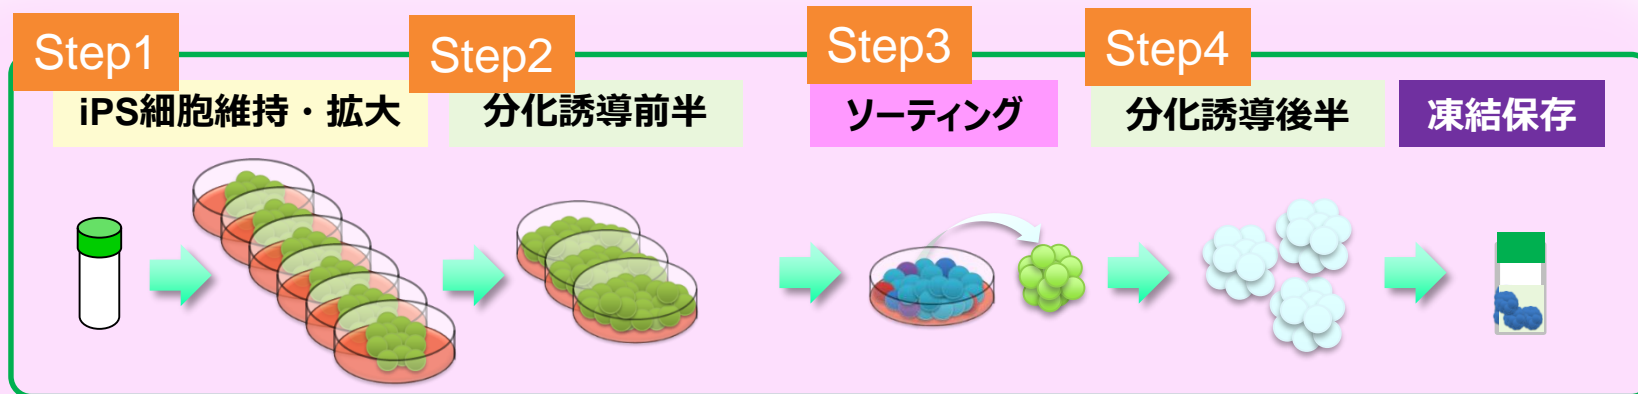 Step1
Step2
Step3
Step4
iPS細胞維持・拡大
分化誘導前半
ソーティング
分化誘導後半
凍結保存